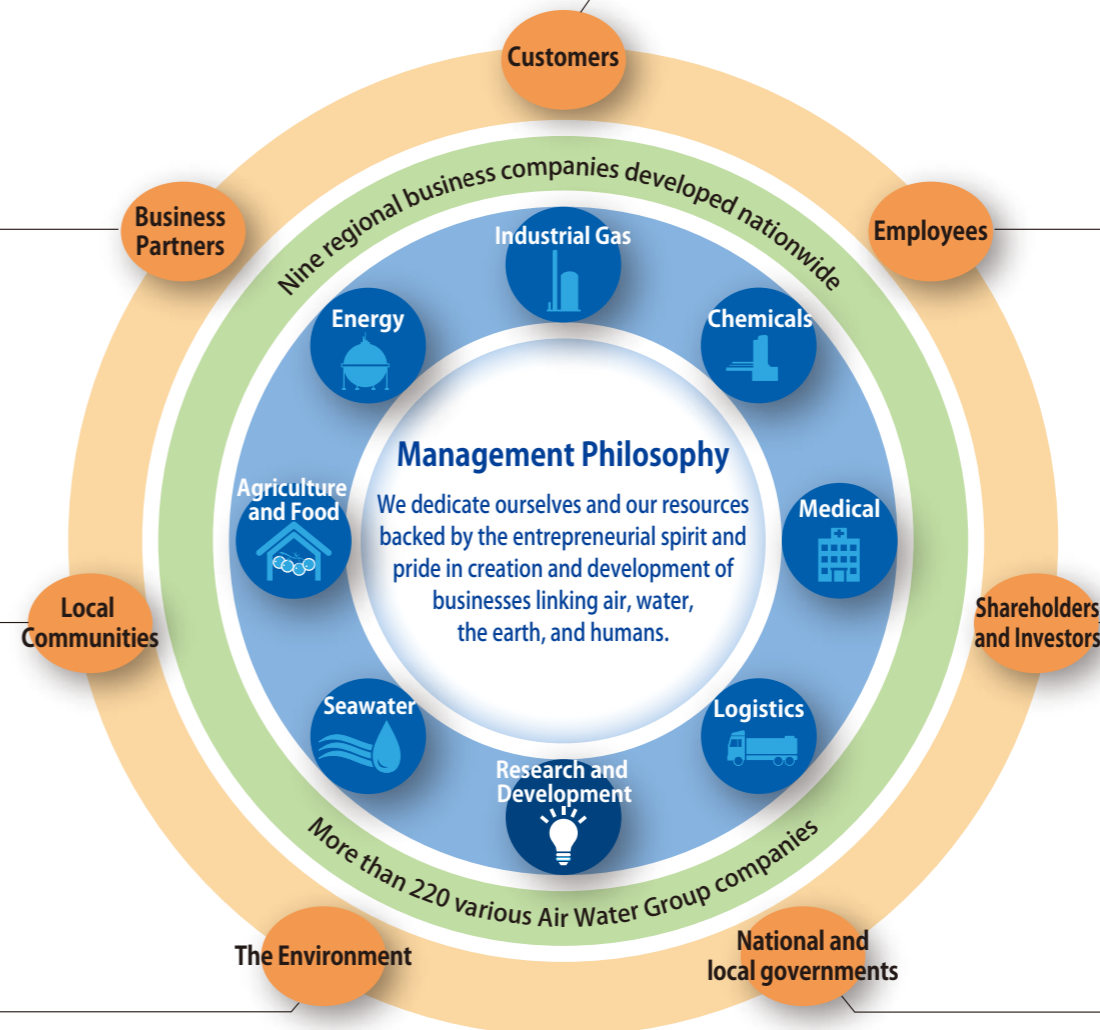 Customers
Business
Partners
Employees
Nine regional business companies developed nationwide
Industrial Gas
Energy
Chemicals
Agriculture
and Food
Medical
Management Philosophy
We dedicate ourselves and our resources
backed by the entrepreneurial spirit and
pride in creation and development of
businesses linking air, water,
the earth, and humans.
Local
Communities
Shareholders
and Investors
Seawater
Logistics
Research and
Development
More than 220 various Air Water Group companies
The Environment
National and
local governments